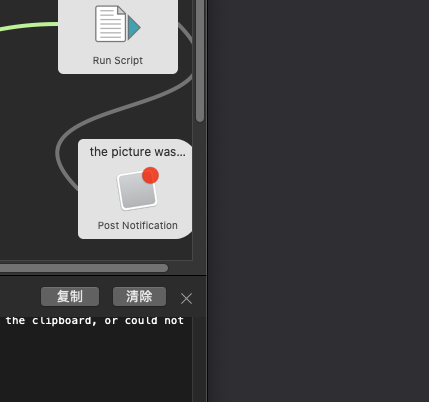 Run Script
the picture was...
Post Notification
复制 清除
the clipboard, or could not